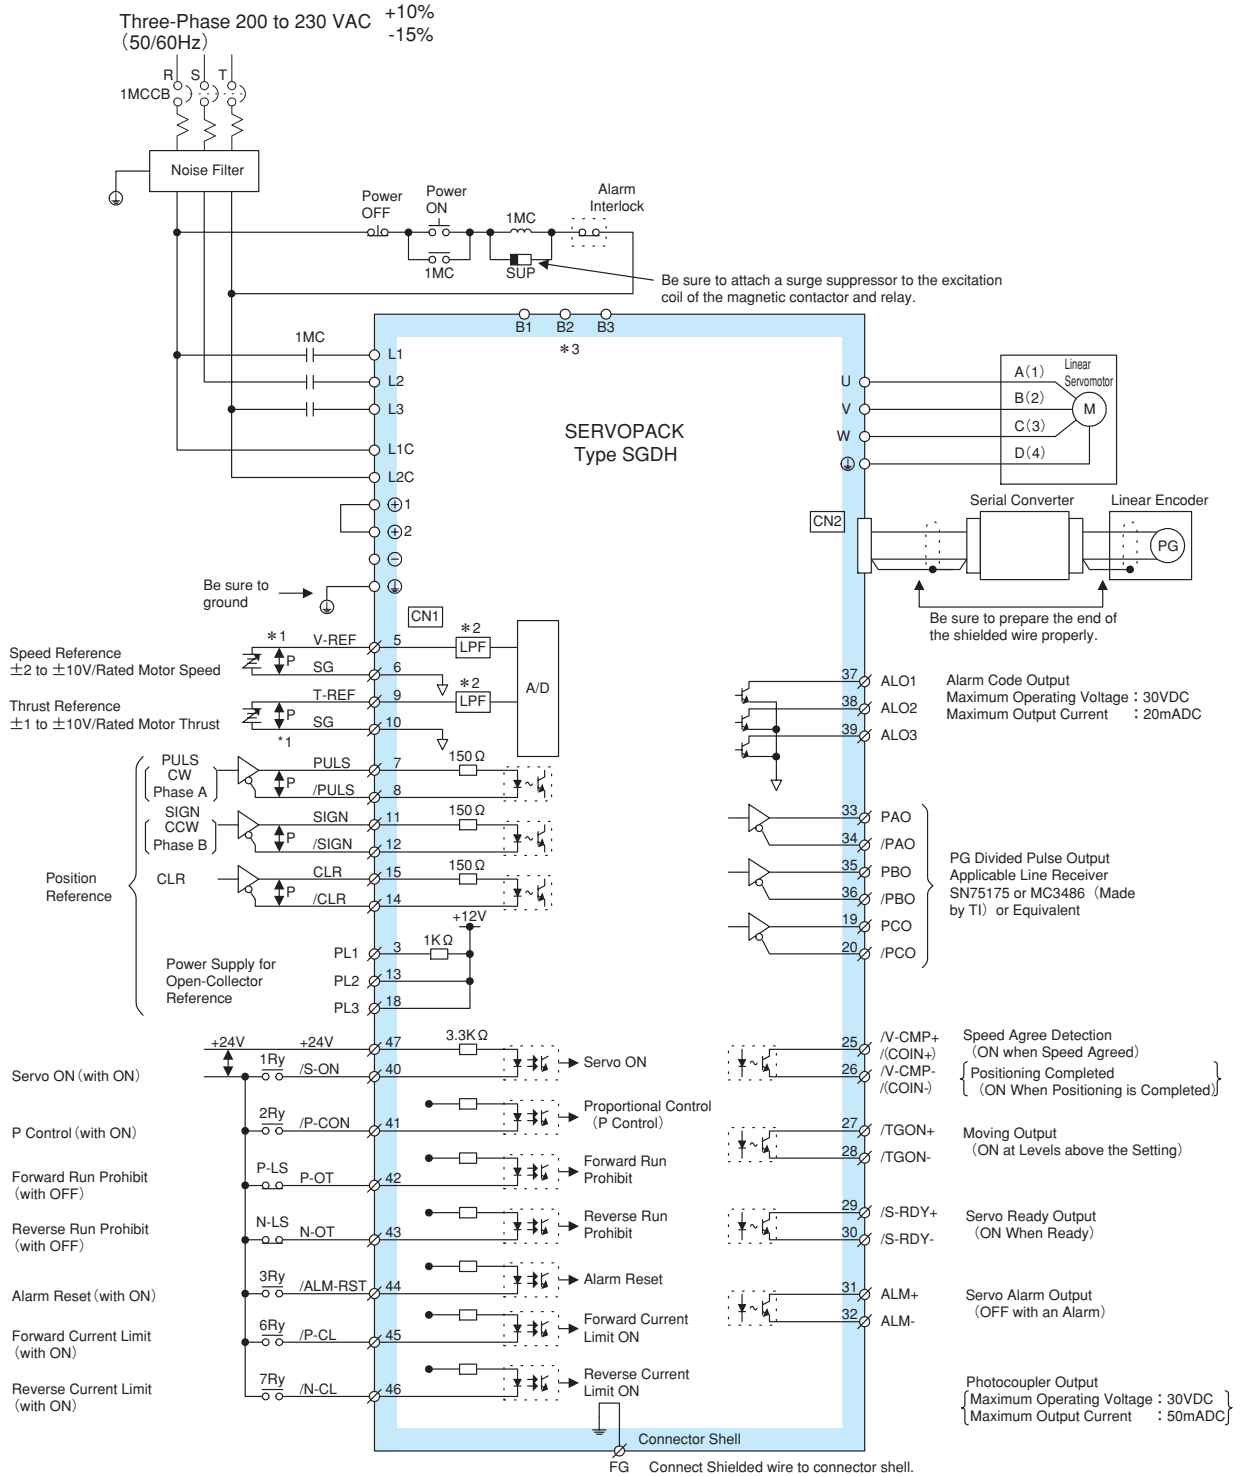 Three-Phase 200 to 230 VAC +10% -15%
(50/60Hz)
R S T
1MCCB
Noise Filter
Power OFF
Power ON
1MC
1MC
SUP
Alarm Interlock
Be sure to attach a surge suppressor to the excitation
coil of the magnetic contactor and relay.
B1 B2 B3
*3
1MC
L1
L2
L3
L1C
L2C
+1
+2
−
Be sure to
ground
SERVOPACK
Type SGDH
U
V
W
A(1)
B(2)
C(3)
D(4)
Linear
Servomotor
M
CN2
Serial Converter
Linear Encoder
PG
Be sure to prepare the end of
the shielded wire properly.
CN1
Speed Reference
±2 to ±10V/Rated Motor Speed
*1
P
V-REF 5
SG 6
*2
LPF
Thrust Reference
±1 to ±10V/Rated Motor Thrust
*1
P
T-REF 9
SG 10
*2
LPF
A/D
Position
Reference
PULS
CW
Phase A
P
PULS 7
/PULS 8
150Ω
SIGN
CCW
Phase B
P
SIGN 11
/SIGN 12
150Ω
CLR
P
CLR 15
/CLR 14
150Ω
+12V
1KΩ
PL1 3
PL2 13
PL3 18
Power Supply for
Open-Collector
Reference
37 ALO1
38 ALO2
39 ALO3
Alarm Code Output
Maximum Operating Voltage : 30VDC
Maximum Output Current : 20mADC
33 PAO
34 /PAO
35 PBO
36 /PBO
19 PCO
20 /PCO
PG Divided Pulse Output
Applicable Line Receiver
SN75175 or MC3486 (Made
by TI) or Equivalent
+24V +24V 47 3.3KΩ
Servo ON (with ON) 1Ry /S-ON 40 Servo ON
P Control (with ON) 2Ry /P-CON 41 Proportional Control
(P Control)
Forward Run Prohibit
(with OFF)
P-LS P-OT 42
Forward Run
Prohibit
Reverse Run Prohibit
(with OFF)
N-LS N-OT 43
Reverse Run
Prohibit
Alarm Reset (with ON) 3Ry /ALM-RST 44 Alarm Reset
Forward Current Limit
(with ON)
6Ry /P-CL 45
Forward Current
Limit ON
Reverse Current Limit
(with ON)
7Ry /N-CL 46
Reverse Current
Limit ON
25 /V-CMP+
/(COIN+)
26 /V-CMP-
/(COIN-)
Speed Agree Detection
(ON when Speed Agreed)
Positioning Completed
(ON When Positioning is Completed)
27 /TGON+
28 /TGON-
Moving Output
(ON at Levels above the Setting)
29 /S-RDY+
30 /S-RDY-
Servo Ready Output
(ON When Ready)
31 ALM+
32 ALM-
Servo Alarm Output
(OFF with an Alarm)
Photocoupler Output
Maximum Operating Voltage : 30VDC
Maximum Output Current : 50mADC
Connector Shell
FG Connect Shielded wire to connector shell.